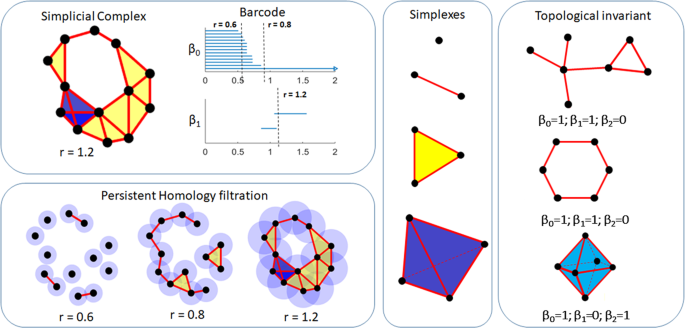 Simplicial Complex
r = 1.2
Barcode
r = 0.6
r = 0.8
β0
0 0.5 1 1.5 2
r = 1.2
β1
0 0.5 1 1.5 2
Persistent Homology filtration
r = 0.6
r = 0.8
r = 1.2
Simplexes
Topological invariant
β₀=1; β₁=1; β₂=0
β₀=1; β₁=1; β₂=0
β₀=1; β₁=0; β₂=1